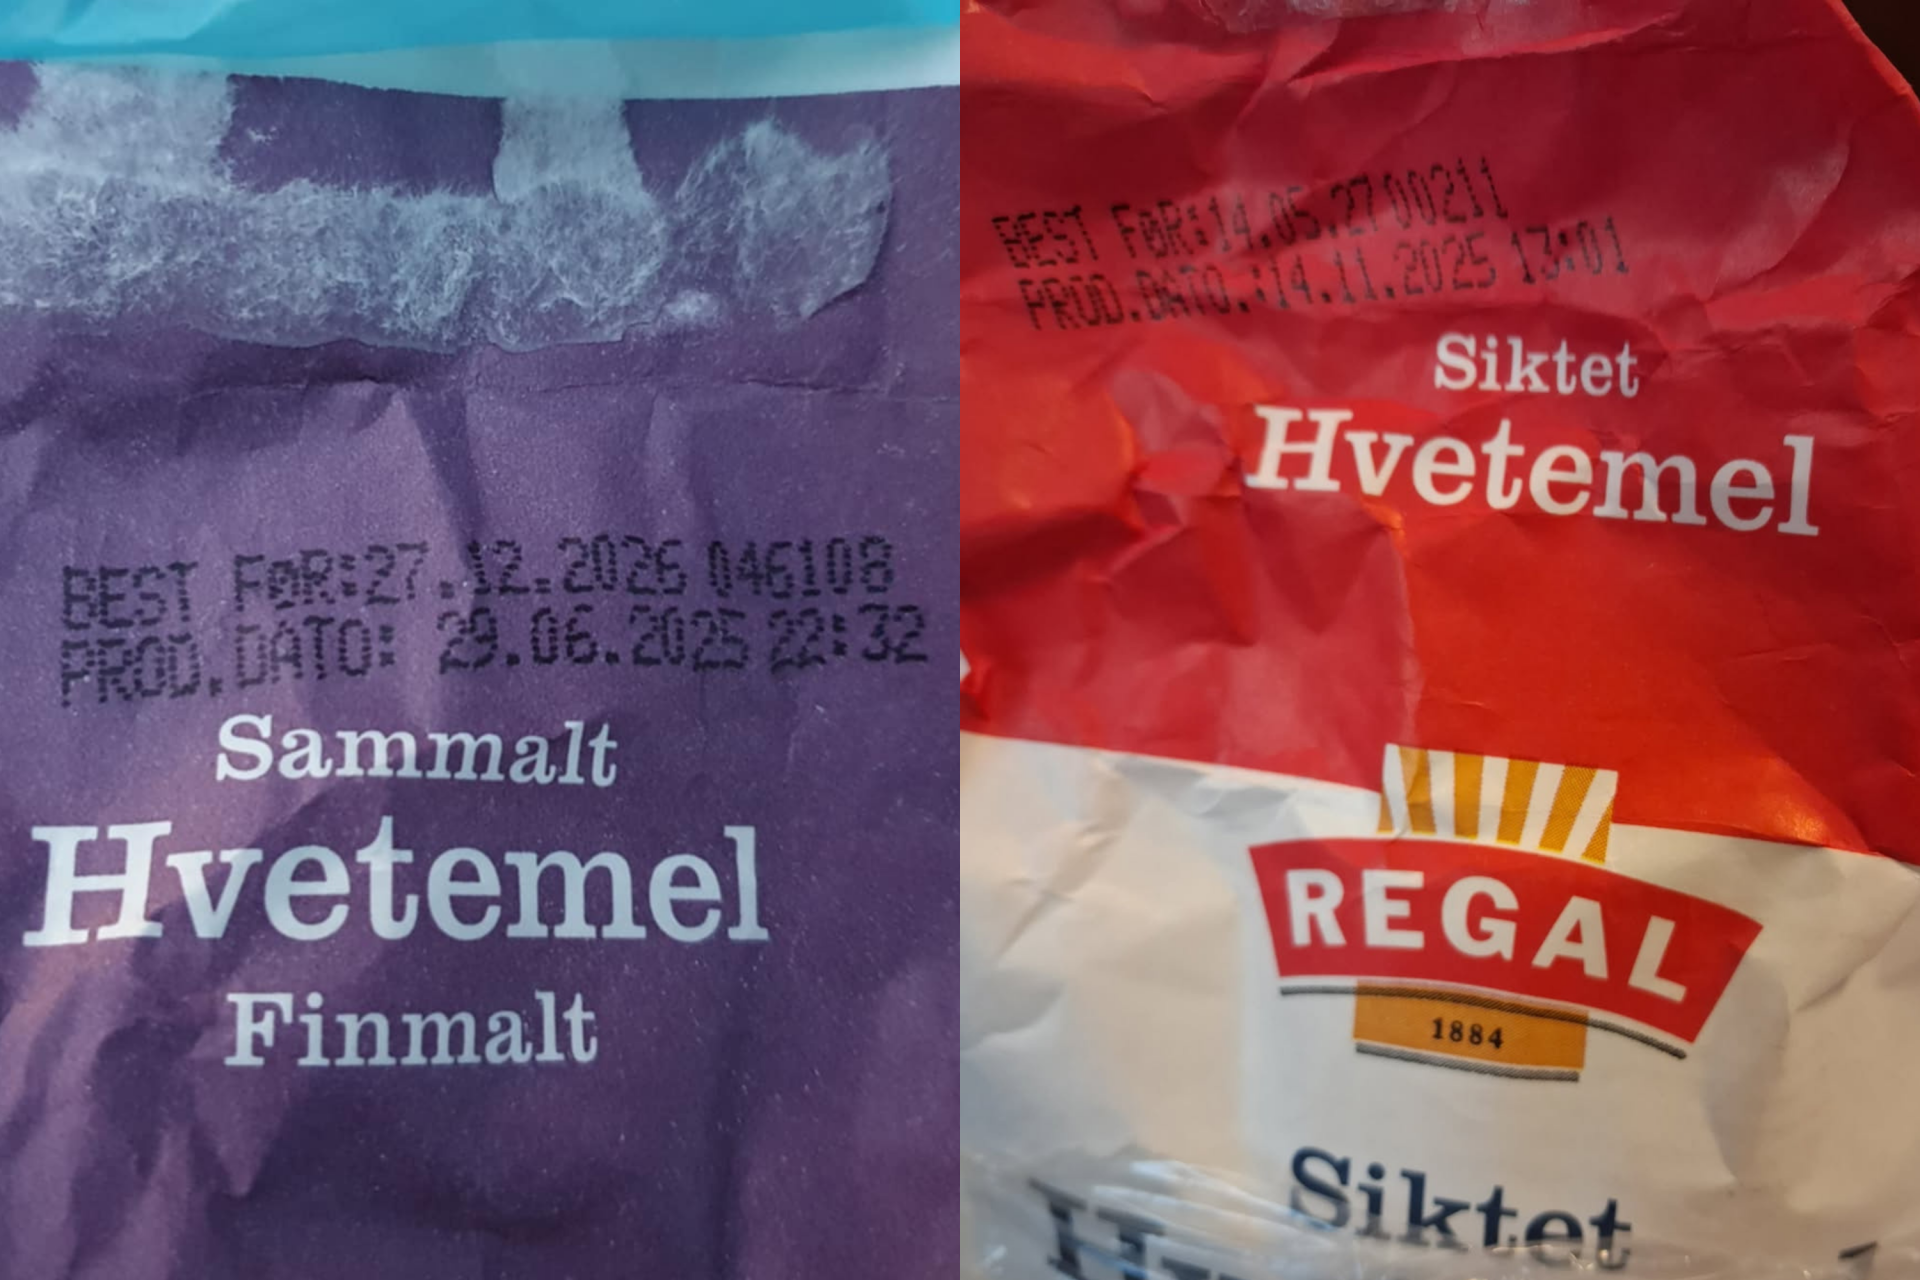 BEST FØR:27.12.2026 046108
PROD.DATO: 29.06.2025 22:32
Sammalt
Hvetemel
Finmalt
BEST FØR:14.05.27 00211
PROD.DATO.:14.11.2025 13:01
Siktet
Hvetemel
REGAL
1884
Siktet